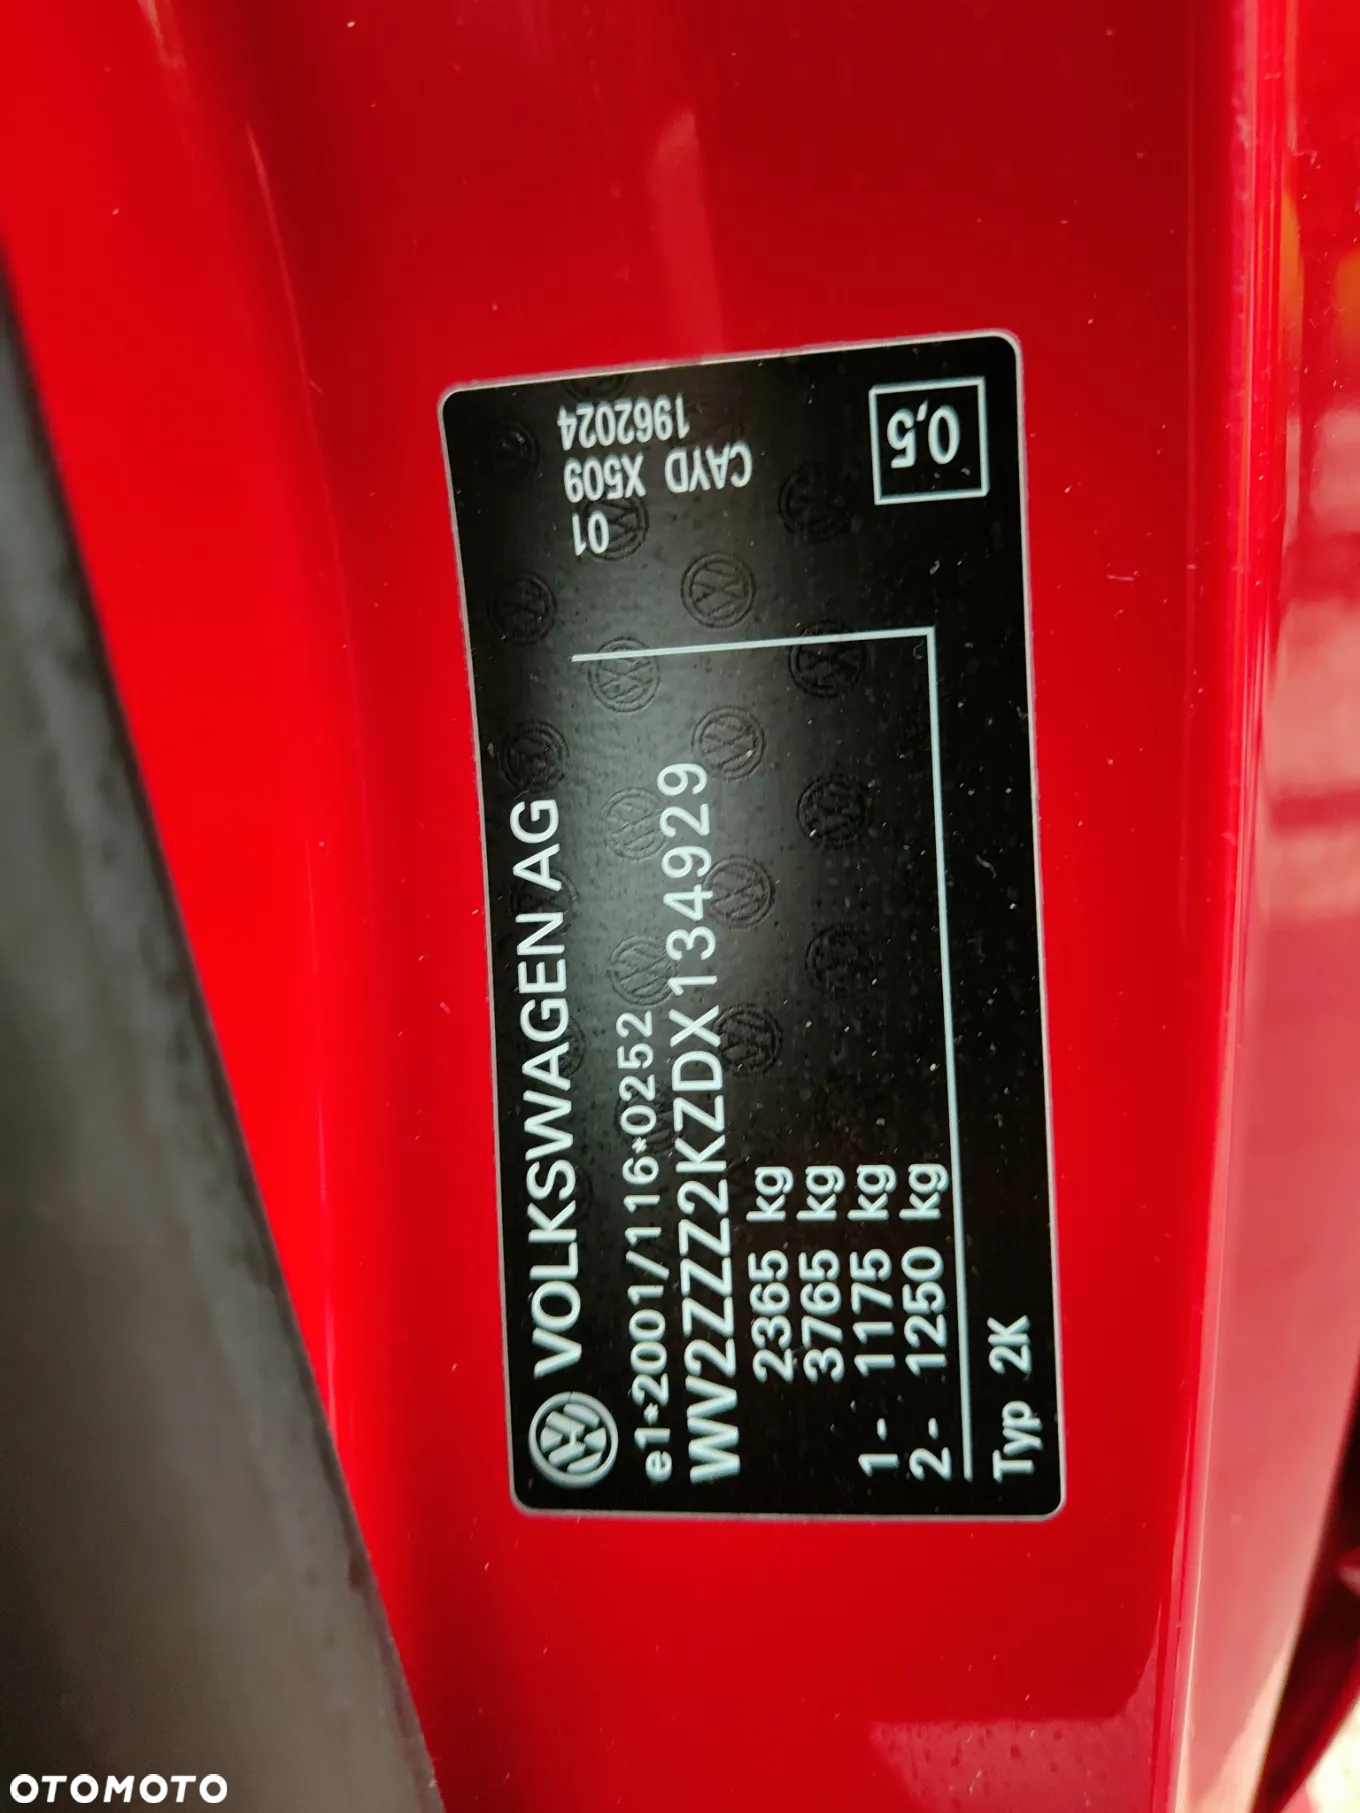 VOLKSWAGEN AG
e1*2001/116*0252
WV2ZZZ2KZDX134929
2365 kg
3765 kg
1- 1175 kg
2- 1250 kg
Typ 2K
01
CAYD X509
1962024
0,5
OTOMOTO